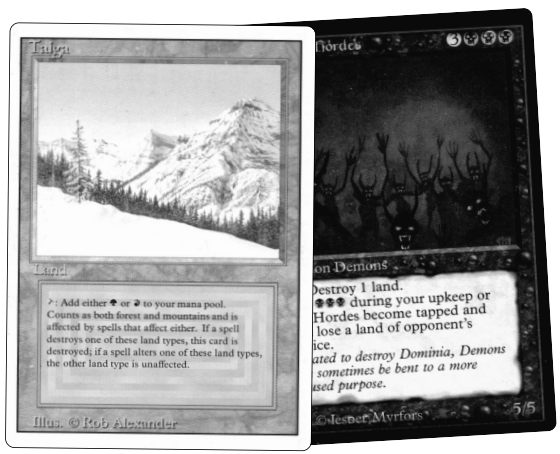 Taiga
Land
: Add either or to your mana pool.
Counts as both forest and mountains and is
affected by spells that affect either. If a spell
destroys one of these land types, this card is
destroyed; if a spell alters one of these land types,
the other land type is unaffected.
Illus. © Rob Alexander
Hordes
3
on Demons
Destroy 1 land.
during your upkeep or
Hordes become tapped and
lose a land of opponent's
ice.
ated to destroy Dominia, Demons
sometimes be bent to a more
used purpose.
© Jesper Myrfors
5/5